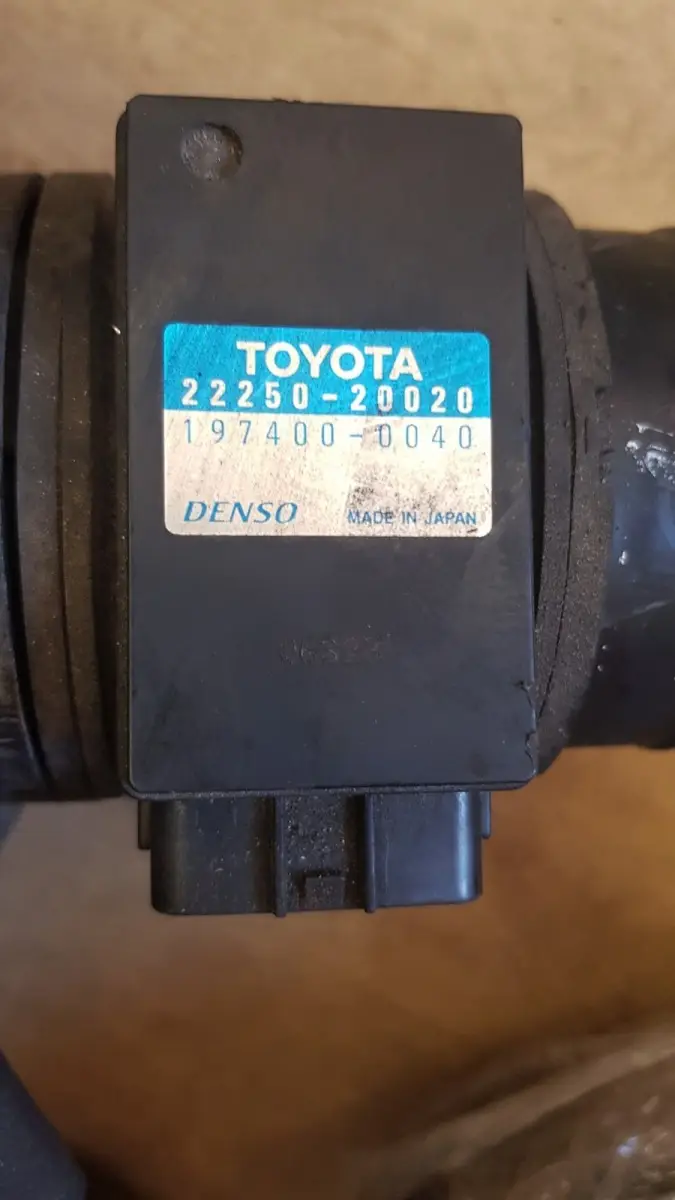 TOYOTA
22250-20020
197400-0040
DENSO MADE IN JAPAN